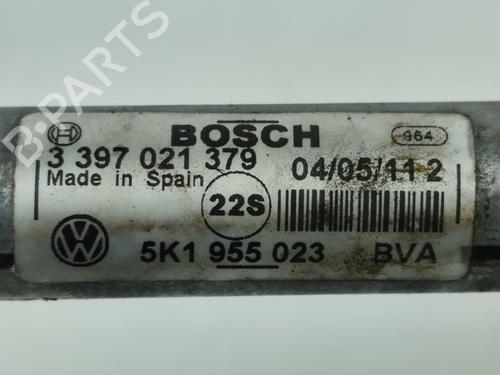 B-PARTS
BOSCH
964
3 397 021 379
04/05/11 2
Made in Spain
22S
5K1 955 023
BVA